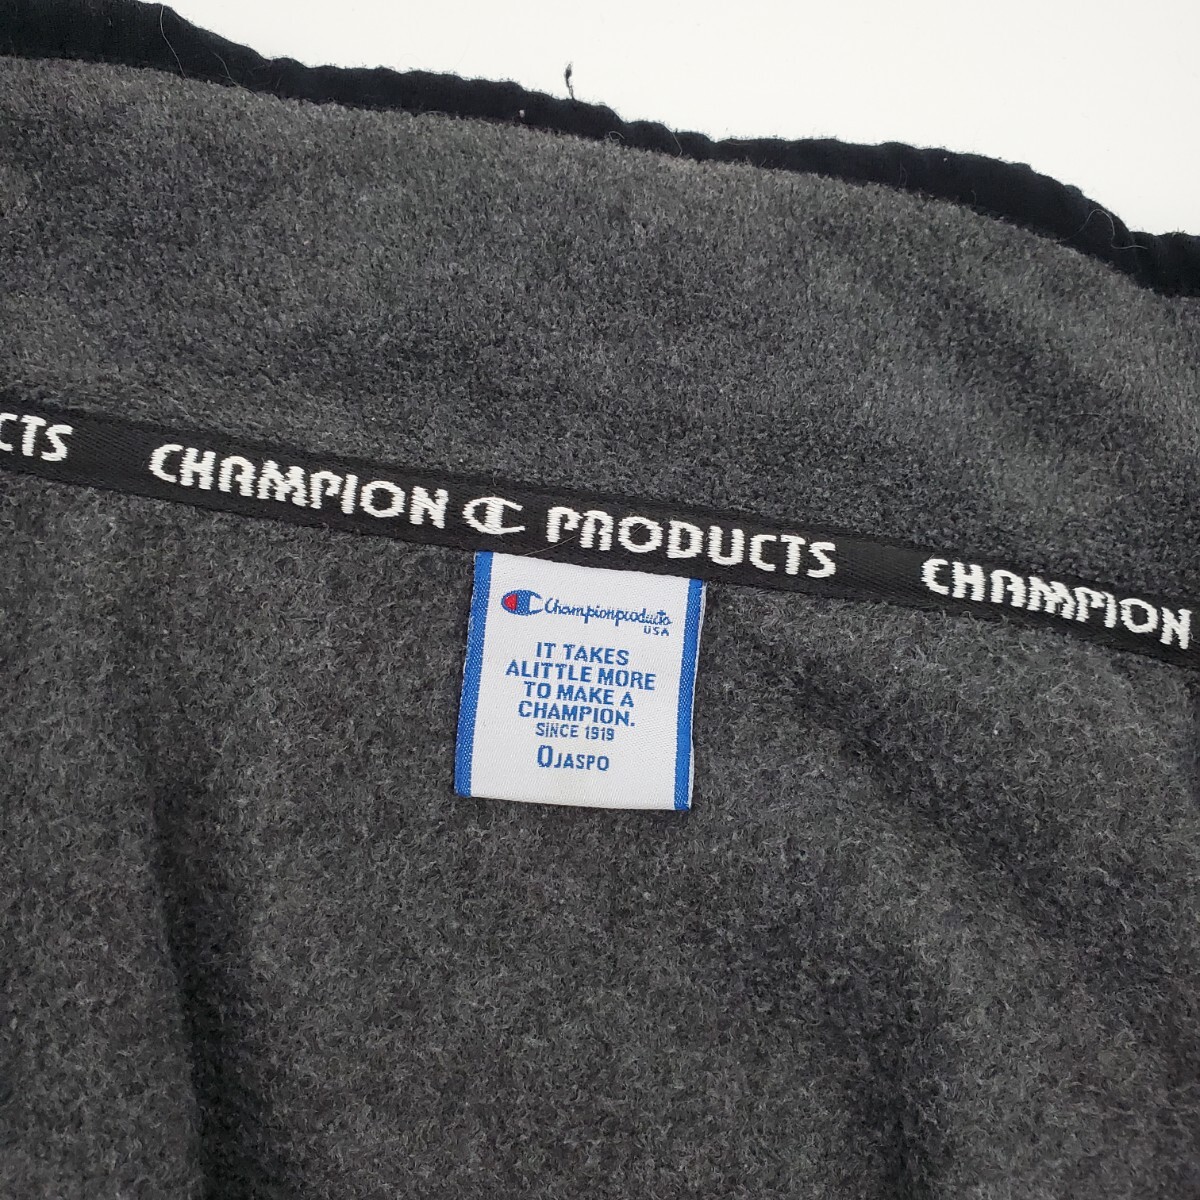 CTS CHAMPION C PRODUCTS CHAMPION
Championproducts
USA
IT TAKES
ALITTLE MORE
TO MAKE A
CHAMPION.
SINCE 1919
OJASPO